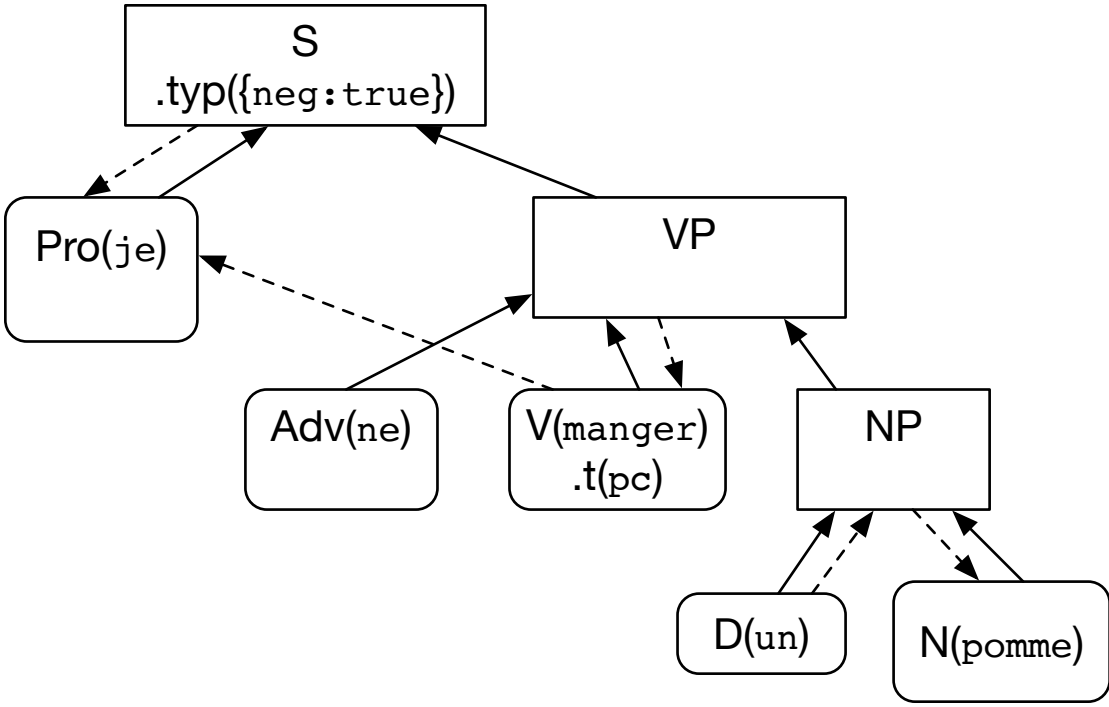 S
.typ({neg:true})
Pro(je)
VP
Adv(ne)
V(manger)
.t(pc)
NP
D(un)
N(pomme)